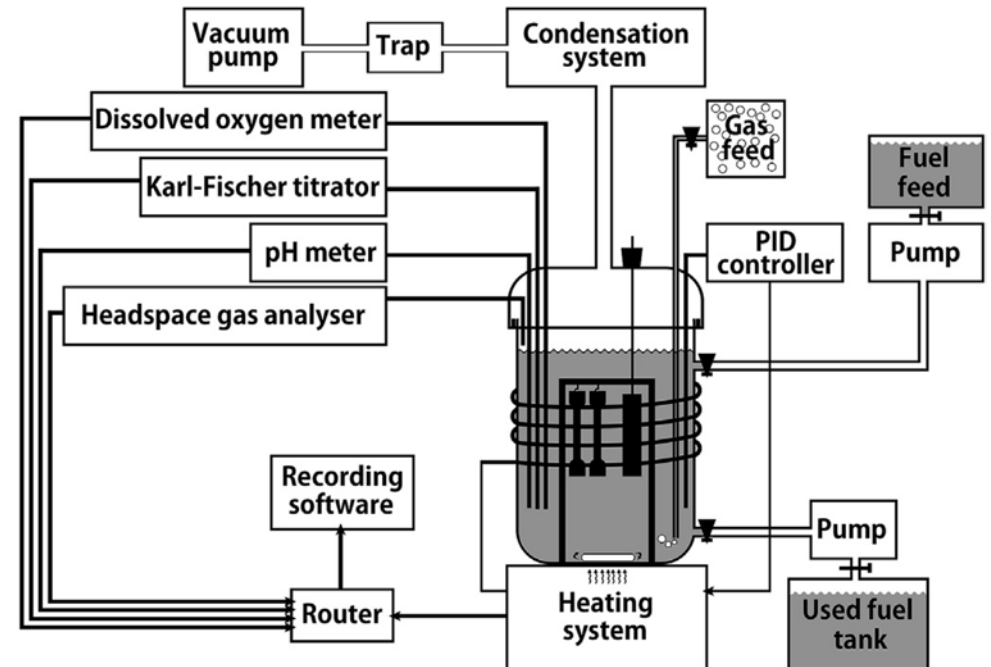 Vacuum
pump
Trap
Condensation
system
Dissolved oxygen meter
Gas
feed
Fuel
feed
Karl-Fischer titrator
pH meter
PID
controller
Pump
Headspace gas analyser
Recording
software
Pump
Router
Heating
system
Used fuel
tank